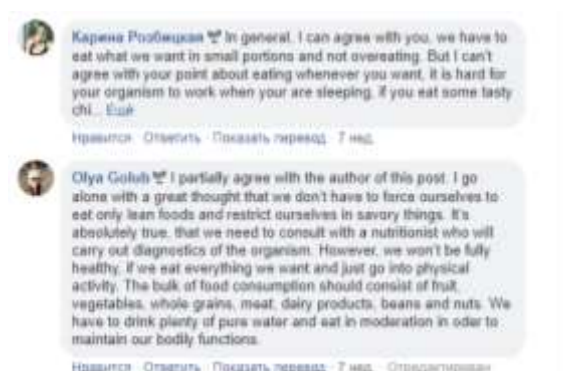 Карина Розбицкая In general, I can agree with you, we have to
eat what we want in small portions and not overeating. But I can't
agree with your point about eating whenever you want, it is hard for
your organism to work when your are sleeping, if you eat some tasty
chi... Ещё
Нравится · Ответить · Показать перевод · 7 нед.
Olya Golub I partially agree with the author of this post. I go
alone with a great thought that we don't have to force ourselves to
eat only lean foods and restrict ourselves in savory things. It's
absolutely true, that we need to consult with a nutritionist who will
carry out diagnostics of the organism. However, we won't be fully
healthy, if we eat everything we want and just go into physical
activity. The bulk of food consumption should consist of fruit,
vegetables, whole grains, meat, dairy products, beans and nuts. We
have to drink plenty of pure water and eat in moderation in oder to
maintain our bodily functions.
Нравится · Ответить · Показать перевод · 7 нед. · Отредактирован